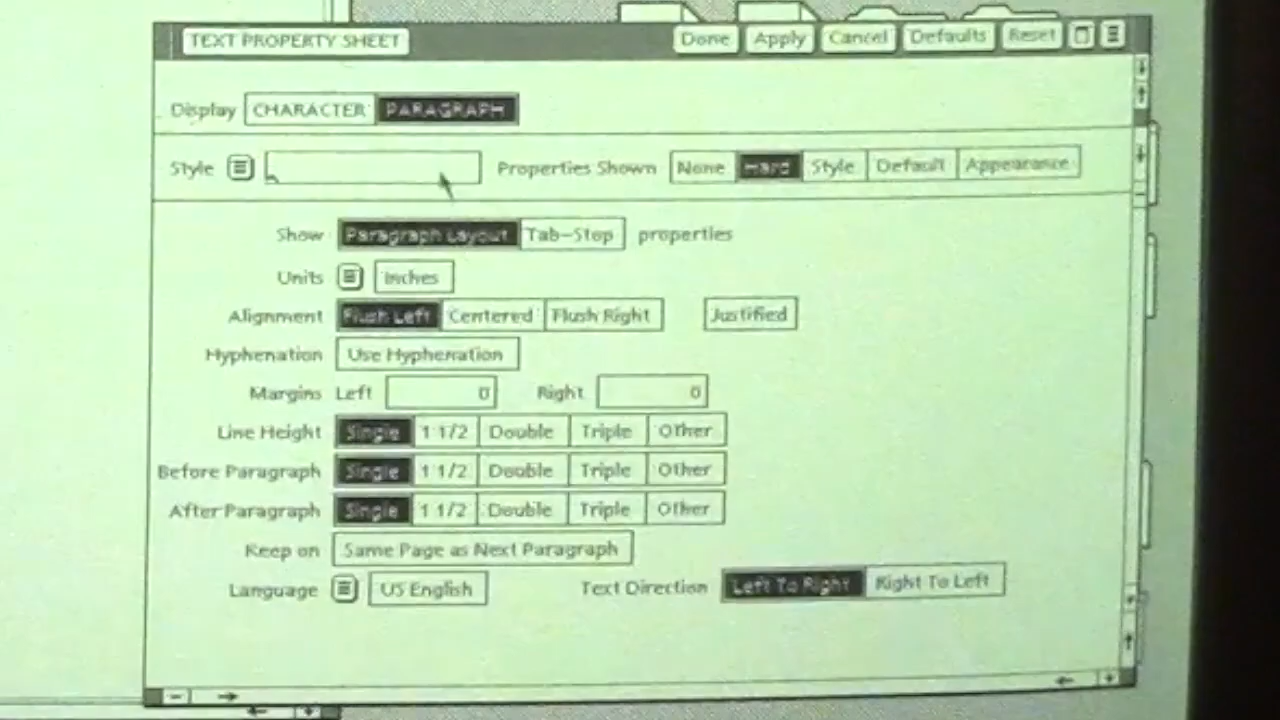 TEXT PROPERTY SHEET Done Apply Cancel Defaults Reset
Display CHARACTER PARAGRAPH
Style Properties Shown None Hard Style Default Appearance
Show Paragraph Layout Tab-Stop properties
Units Inches
Alignment Flush Left Centered Flush Right Justified
Hyphenation Use Hyphenation
Margins Left 0 Right 0
Line Height Single 1 1/2 Double Triple Other
Before Paragraph Single 1 1/2 Double Triple Other
After Paragraph Single 1 1/2 Double Triple Other
Keep on Same Page as Next Paragraph
Language US English Text Direction Left To Right Right To Left